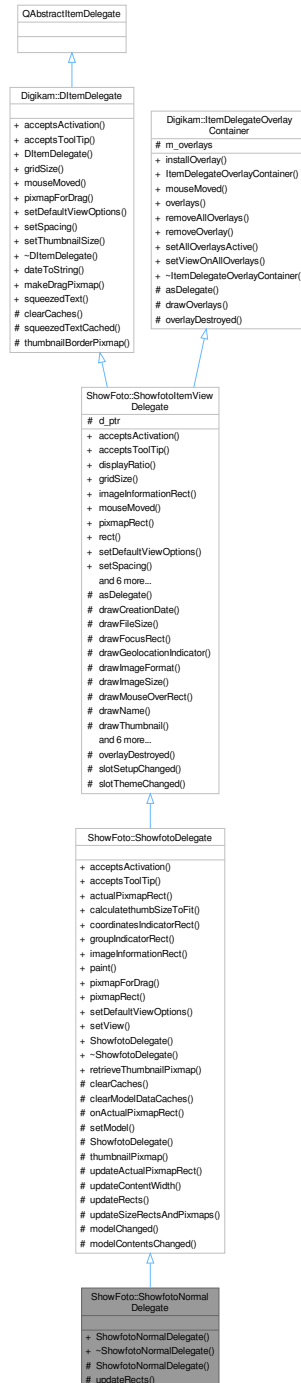 QAbstractItemDelegate
Digikam::DItemDelegate
+ acceptsActivation()
+ acceptsToolTip()
+ DItemDelegate()
+ gridSize()
+ mouseMoved()
+ pixmapForDrag()
+ setDefaultViewOptions()
+ setSpacing()
+ setThumbnailSize()
+ ~DItemDelegate()
+ dateToString()
+ makeDragPixmap()
+ squeezedText()
# clearCaches()
# squeezedTextCached()
# thumbnailBorderPixmap()
Digikam::ItemDelegateOverlay
Container
# m_overlays
+ installOverlay()
+ ItemDelegateOverlayContainer()
+ mouseMoved()
+ overlays()
+ removeAllOverlays()
+ removeOverlay()
+ setAllOverlaysActive()
+ setViewOnAllOverlays()
+ ~ItemDelegateOverlayContainer()
# asDelegate()
# drawOverlays()
# overlayDestroyed()
ShowFoto::ShowfotoItemView
Delegate
# d_ptr
+ acceptsActivation()
+ acceptsToolTip()
+ displayRatio()
+ gridSize()
+ imageInformationRect()
+ mouseMoved()
+ pixmapRect()
+ rect()
+ setDefaultViewOptions()
+ setSpacing()
and 6 more...
# asDelegate()
# drawCreationDate()
# drawFileSize()
# drawFocusRect()
# drawGeolocationIndicator()
# drawImageFormat()
# drawImageSize()
# drawMouseOverRect()
# drawName()
# drawThumbnail()
and 6 more...
# overlayDestroyed()
# slotSetupChanged()
# slotThemeChanged()
ShowFoto::ShowfotoDelegate
+ acceptsActivation()
+ acceptsToolTip()
+ actualPixmapRect()
+ calculatethumbSizeToFit()
+ coordinatesIndicatorRect()
+ groupIndicatorRect()
+ imageInformationRect()
+ paint()
+ pixmapForDrag()
+ pixmapRect()
+ setDefaultViewOptions()
+ setView()
+ ShowfotoDelegate()
+ ~ShowfotoDelegate()
+ retrieveThumbnailPixmap()
# clearCaches()
# clearModelDataCaches()
# onActualPixmapRect()
# setModel()
# ShowfotoDelegate()
# thumbnailPixmap()
# updateActualPixmapRect()
# updateContentWidth()
# updateRects()
# updateSizeRectsAndPixmaps()
# modelChanged()
# modelContentsChanged()
ShowFoto::ShowfotoNormal
Delegate
+ ShowfotoNormalDelegate()
+ ~ShowfotoNormalDelegate()
# ShowfotoNormalDelegate()
# updateRects()